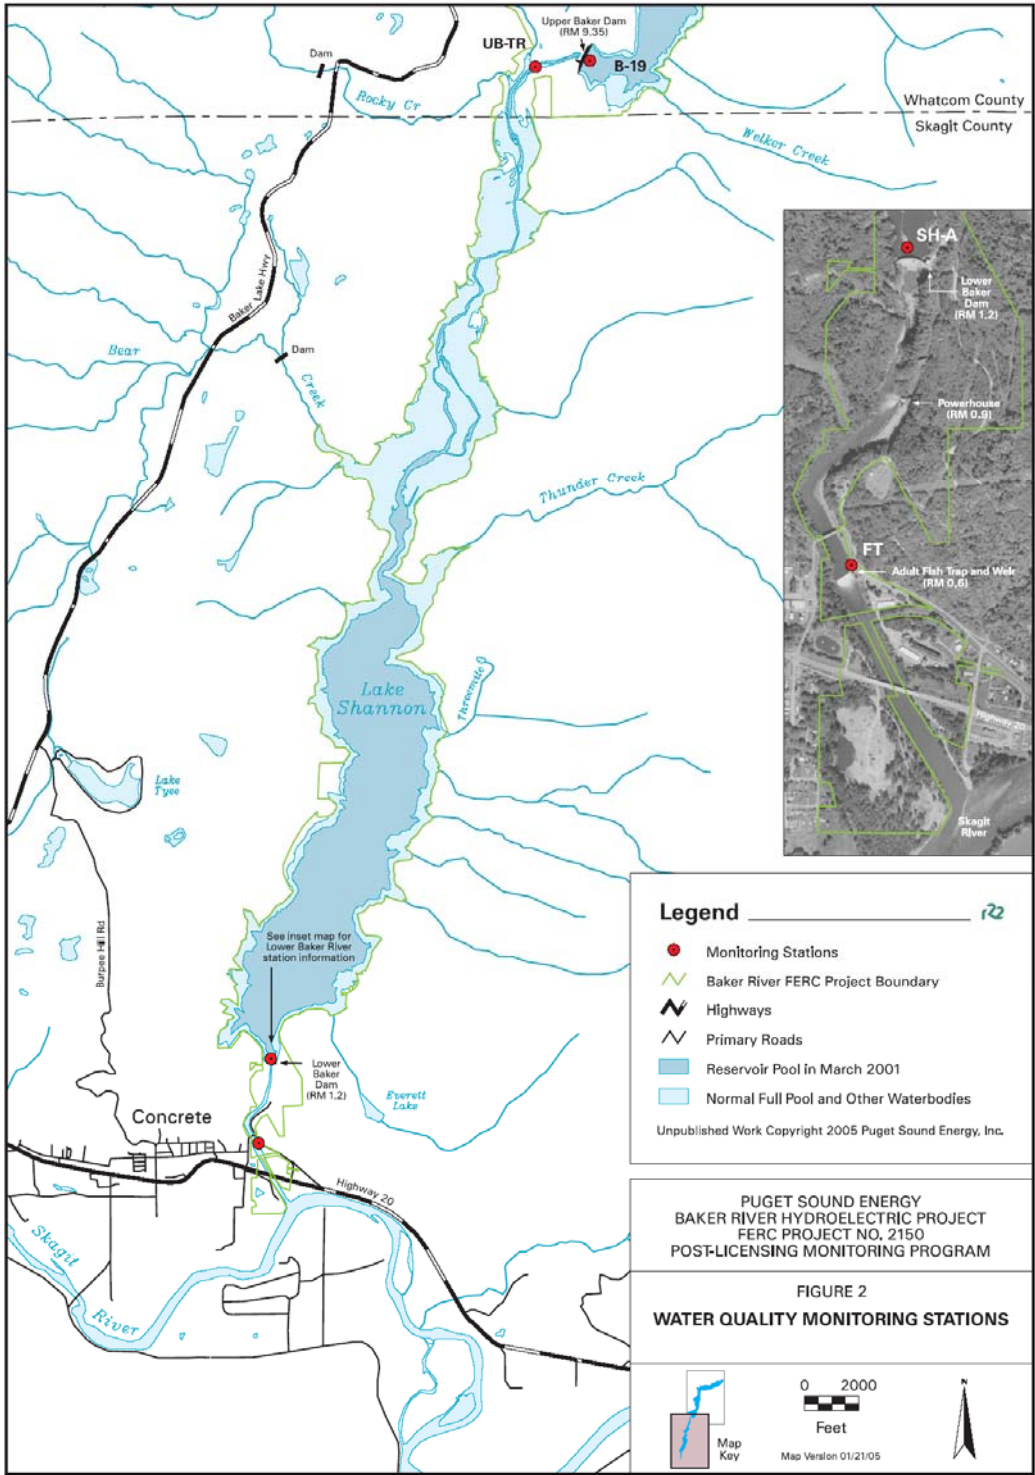 Upper Baker Dam
(RM 9.35)
UB-TR
B-19
Dam
Rocky Cr
Whatcom County
Skagit County
Welker Creek
Baker Lake Hwy
Bear
Dam
Creek
Thunder Creek
Lake
Shannon
Threemile
Lake
Tyee
Burpee Hill Rd
See inset map for
Lower Baker River
station information
Lower
Baker
Dam
(RM 1.2)
Everett
Lake
Concrete
Highway 20
Skagit
River
SH-A
Lower
Baker
Dam
(RM 1.2)
Powerhouse
(RM 0.9)
FT
Adult Fish Trap and Weir
(RM 0.6)
Highway 20
Skagit
River
Legend
r22
Monitoring Stations
Baker River FERC Project Boundary
Highways
Primary Roads
Reservoir Pool in March 2001
Normal Full Pool and Other Waterbodies
Unpublished Work Copyright 2005 Puget Sound Energy, Inc.
PUGET SOUND ENERGY
BAKER RIVER HYDROELECTRIC PROJECT
FERC PROJECT NO. 2150
POST-LICENSING MONITORING PROGRAM
FIGURE 2
WATER QUALITY MONITORING STATIONS
Map
Key
0 2000
Feet
Map Version 01/21/05
N